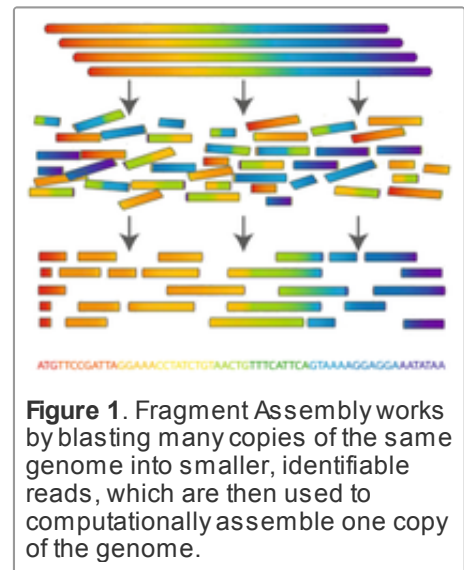 ATGTTCCGATTAGGAAACCTATCTGTAACTGTTTCATTCAGTAAAAGGAGGAAATATAA
Figure 1. Fragment Assembly works
by blasting many copies of the same
genome into smaller, identifiable
reads, which are then used to
computationally assemble one copy
of the genome.